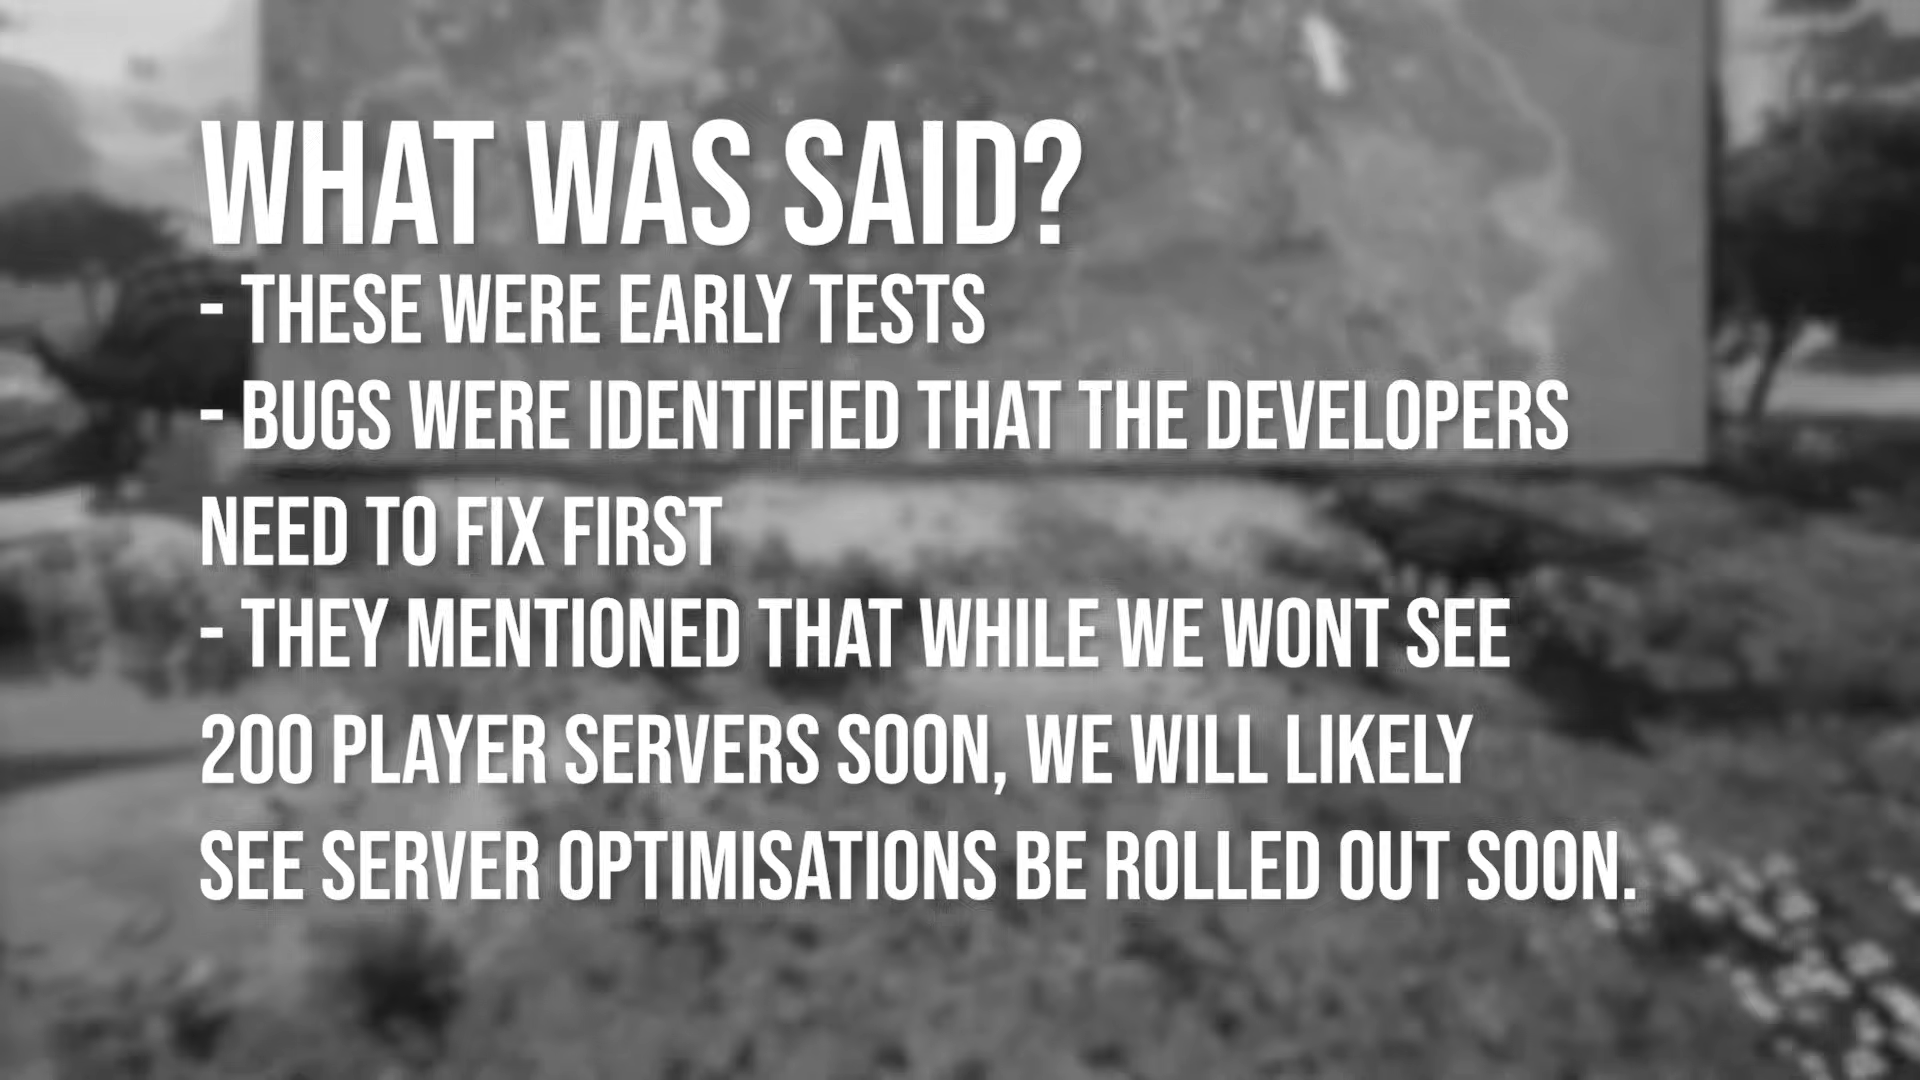 WHAT WAS SAID?
- THESE WERE EARLY TESTS
- BUGS WERE IDENTIFIED THAT THE DEVELOPERS
NEED TO FIX FIRST
- THEY MENTIONED THAT WHILE WE WONT SEE
200 PLAYER SERVERS SOON, WE WILL LIKELY
SEE SERVER OPTIMISATIONS BE ROLLED OUT SOON.